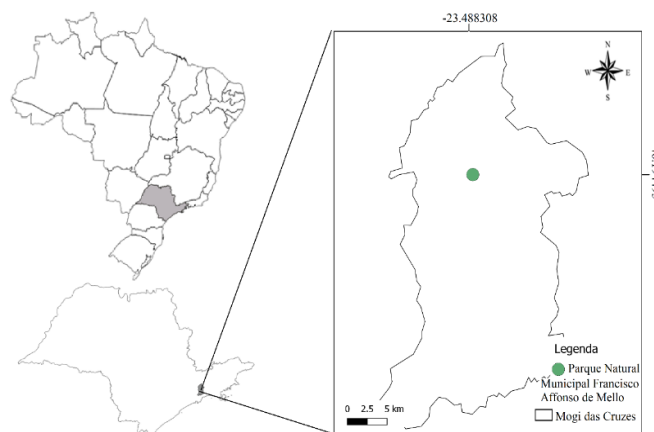 -23.488308
N
W E
S
Legenda
Parque Natural
Municipal Francisco
Affonso de Mello
Mogi das Cruzes
0 2.5 5 km